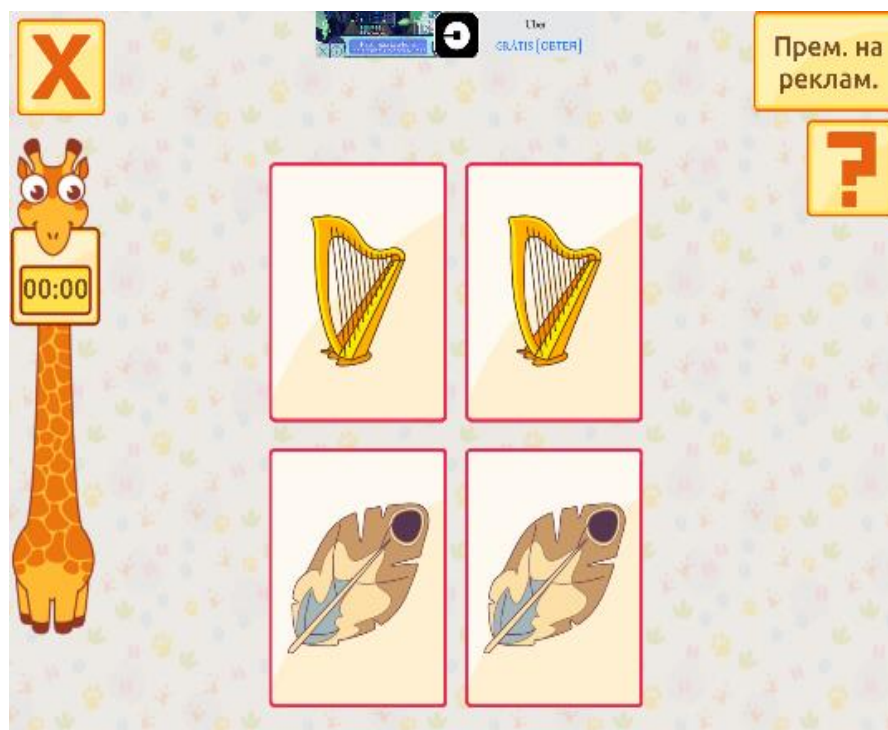 X
Uber
GRÁTIS [OBTER]
Прем. на
реклам.
?
00:00